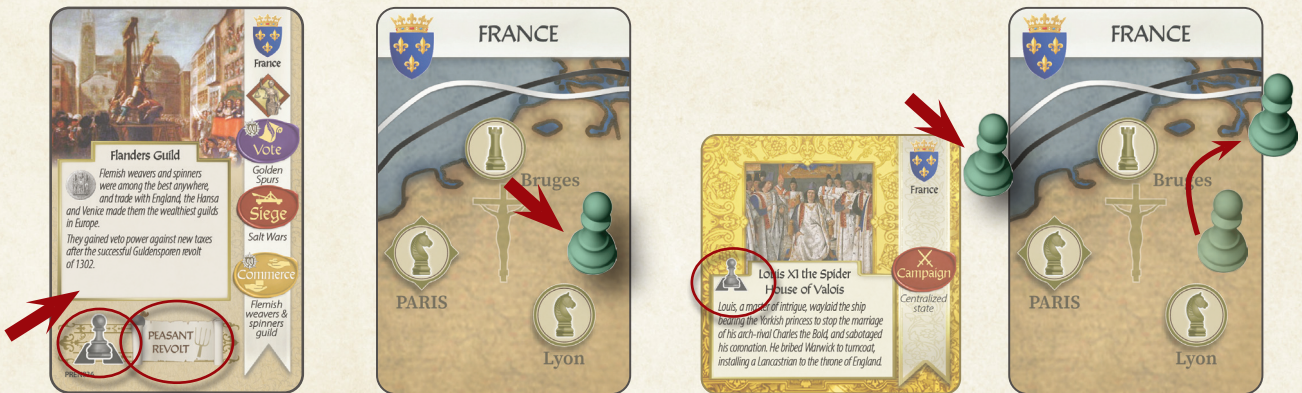 France
Vote
Golden
Spurs
Siege
Salt Wars
Commerce
Flemish
weavers &
spinners
guild
Flanders Guild
Flemish weavers and spinners
were among the best anywhere,
and trade with England, the Hansa
and Venice made them the wealthiest guilds
in Europe.
They gained veto power against new taxes
after the successful Guldensporen revolt
of 1302.
PEASANT
REVOLT
FRANCE
Bruges
PARIS
Lyon
France
Campaign
Centralized
state
Louis XI the Spider
House of Valois
Louis, a master of intrigue, waylaid the ship
bearing the Yorkish princess to stop the marriage
of his arch-rival Charles the Bold, and sabotaged
his coronation. He bribed Warwick to turncoat,
installing a Lancastrian to the throne of England.
FRANCE
Bruges
PARIS
Lyon